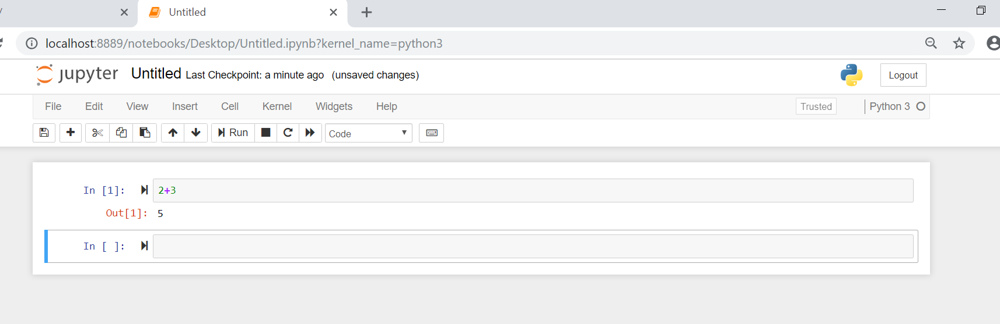 Untitled
localhost:8889/notebooks/Desktop/Untitled.ipynb?kernel_name=python3
jupyter Untitled Last Checkpoint: a minute ago (unsaved changes) Logout
File Edit View Insert Cell Kernel Widgets Help Trusted Python 3
Run Code
In [1]: 2+3
Out[1]: 5
In [ ]: